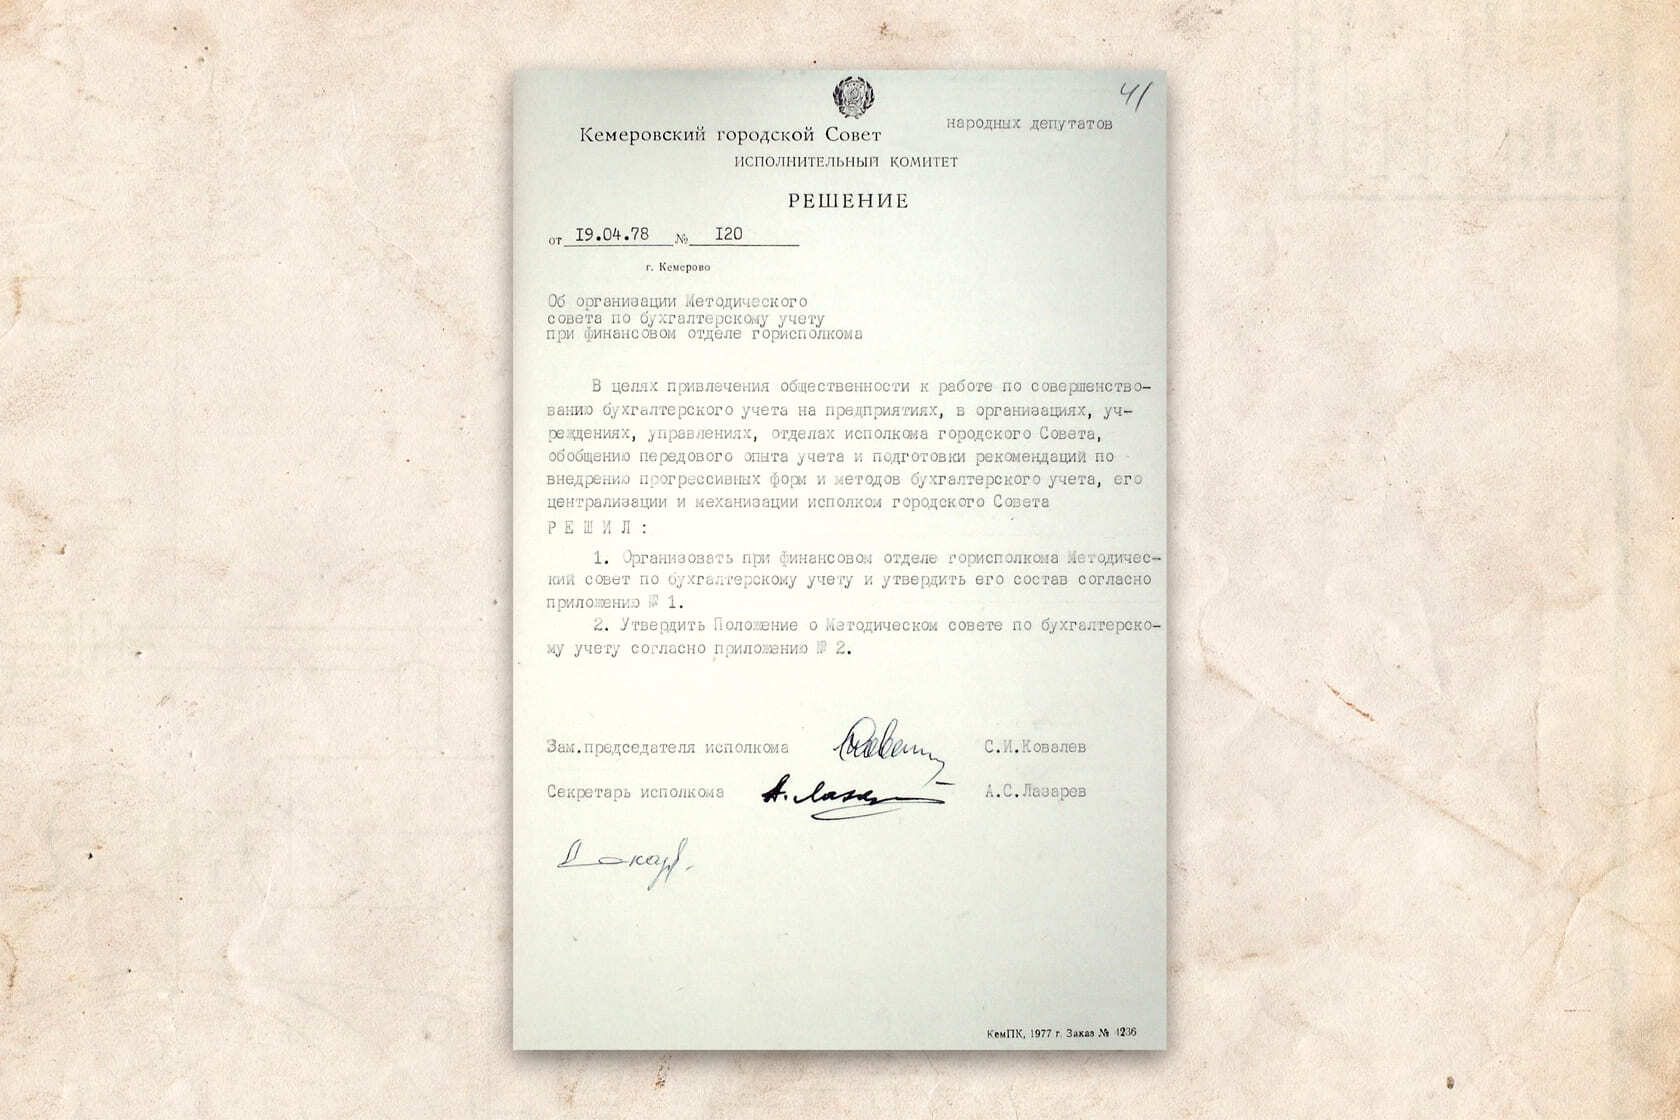 41
Кемеровский городской Совет народных депутатов
ИСПОЛНИТЕЛЬНЫЙ КОМИТЕТ
РЕШЕНИЕ
от 19.04.78 № 120
г. Кемерово
Об организации Методического
совета по бухгалтерскому учету
при финансовом отделе горисполкома
В целях привлечения общественности к работе по совершенство-
ванию бухгалтерского учета на предприятиях, в организациях, уч-
реждениях, управлениях, отделах исполкома городского Совета,
обобщению передового опыта учета и подготовки рекомендаций по
внедрению прогрессивных форм и методов бухгалтерского учета, его
централизации и механизации исполком городского Совета
Р Е Ш И Л :
1. Организовать при финансовом отделе горисполкома Методичес-
кий совет по бухгалтерскому учету и утвердить его состав согласно
приложению № 1.
2. Утвердить Положение о Методическом совете по бухгалтерско-
му учету согласно приложению № 2.
Зам.председателя исполкома С.И.Ковалев
Секретарь исполкома А. Лазар А.С.Лазарев
КемПК, 1977 г. Заказ № 4236